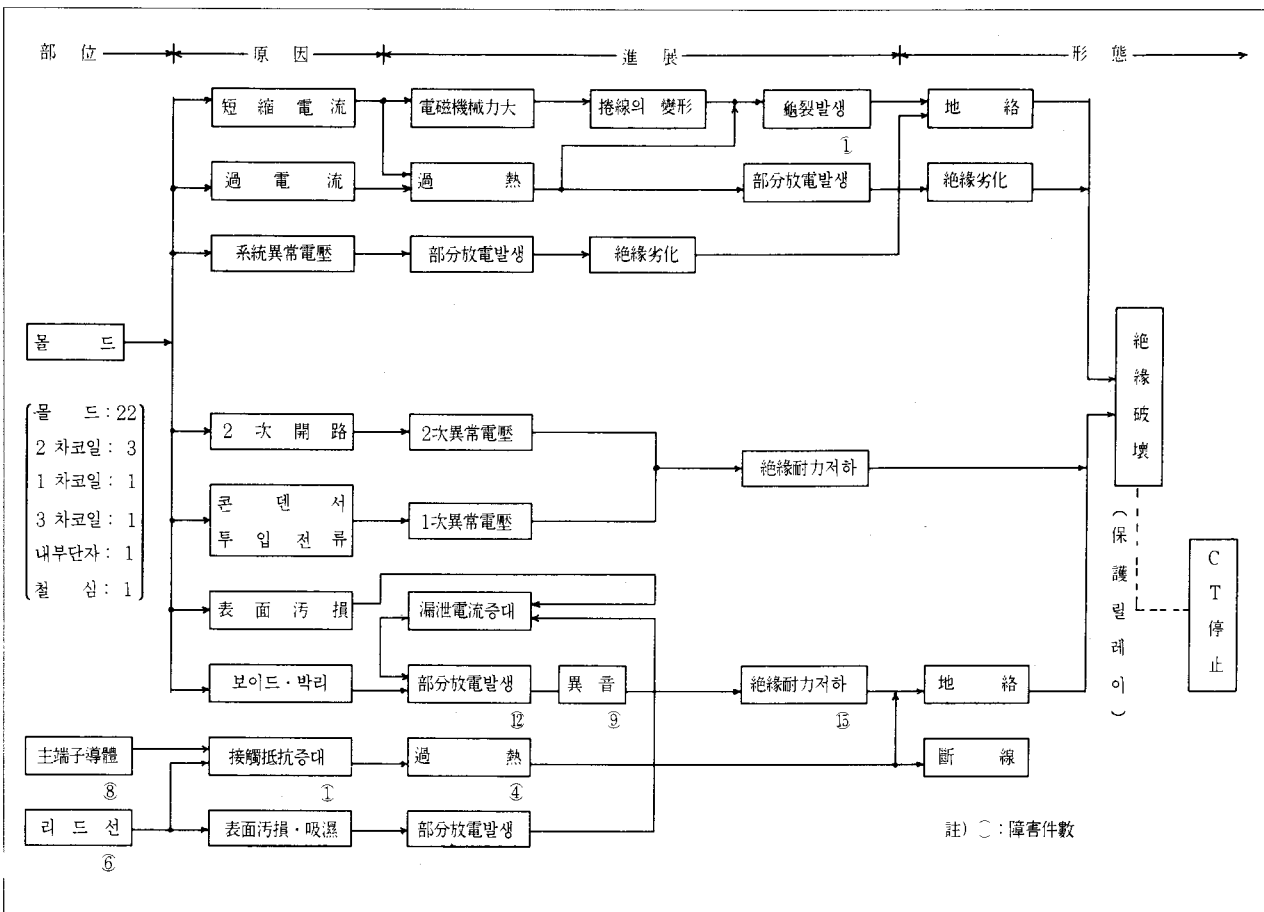 部 位
原 因
進 展
形 態
短 縮 電 流
電磁機械力大
捲線의 變形
龜裂발생
①
地 絡
過 電 流
過 熱
部分放電발생
絶緣劣化
系統異常電壓
部分放電발생
絶緣劣化
몰 드
몰 드 : 22
2 차코일 : 3
1 차코일 : 1
3 차코일 : 1
내부단자 : 1
철 심 : 1
2 次 開 路
2次異常電壓
絶緣耐力저하
콘 덴 서
투 입 전 류
1次異常電壓
表 面 汚 損
漏泄電流증대
보이드・박리
部分放電발생
⑫
異 音
⑨
絶緣耐力저하
⑮
地 絡
主端子導體
⑧
接觸抵抗증대
①
過 熱
④
斷 線
리 드 선
⑥
表面汚損・吸濕
部分放電발생
絶緣破壞
(保護릴레이)
CT停止
註) ○ : 障害件數